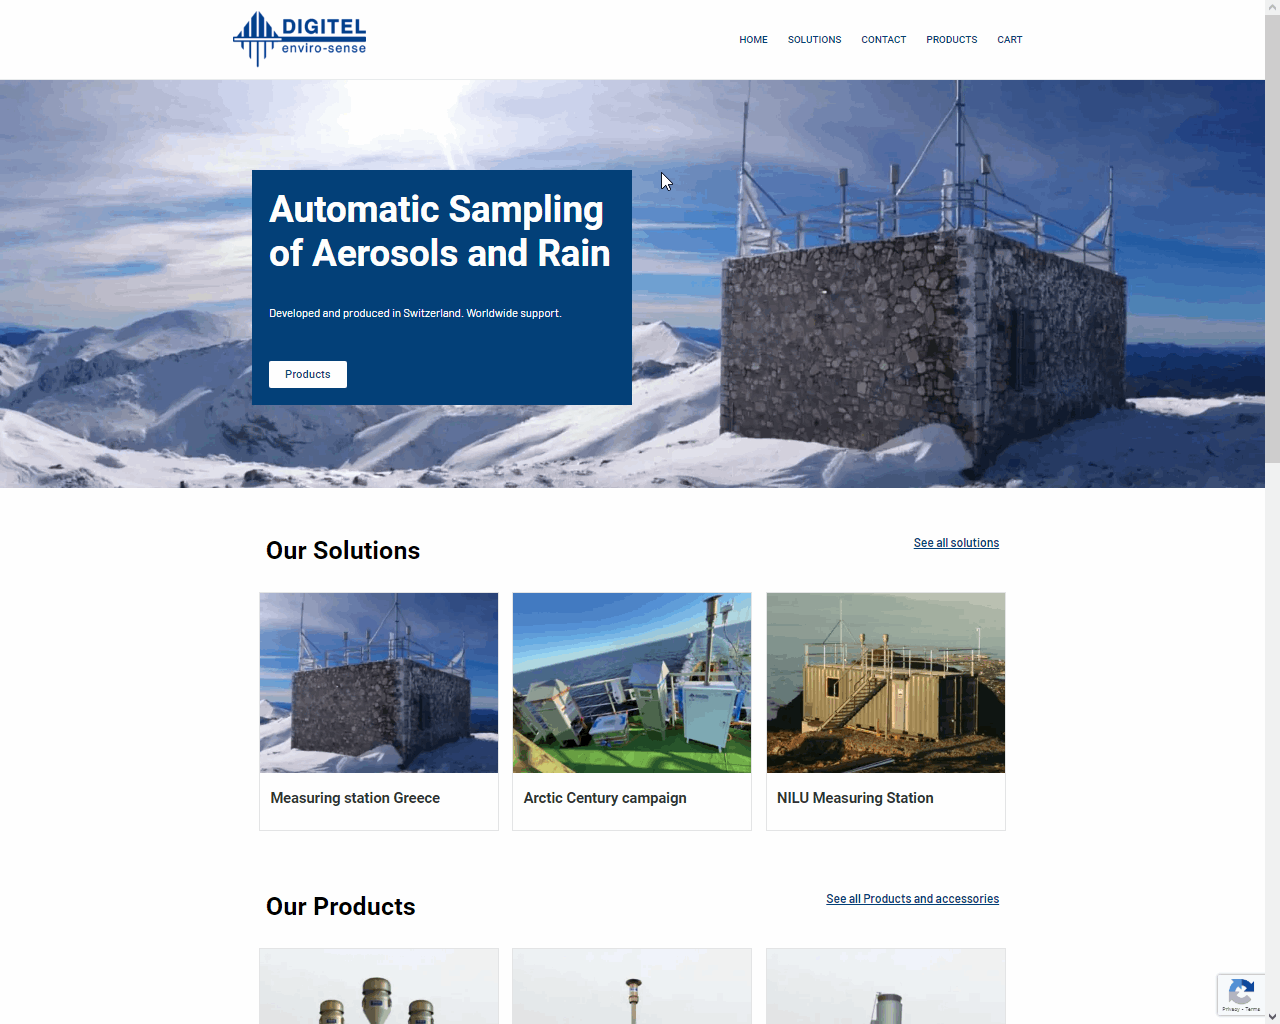 DIGITEL
enviro-sense
HOME SOLUTIONS CONTACT PRODUCTS CART
Automatic Sampling
of Aerosols and Rain
Developed and produced in Switzerland. Worldwide support.
Products
Our Solutions
See all solutions
Measuring station Greece
Arctic Century campaign
NILU Measuring Station
Our Products
See all Products and accessories
Privacy - Terms